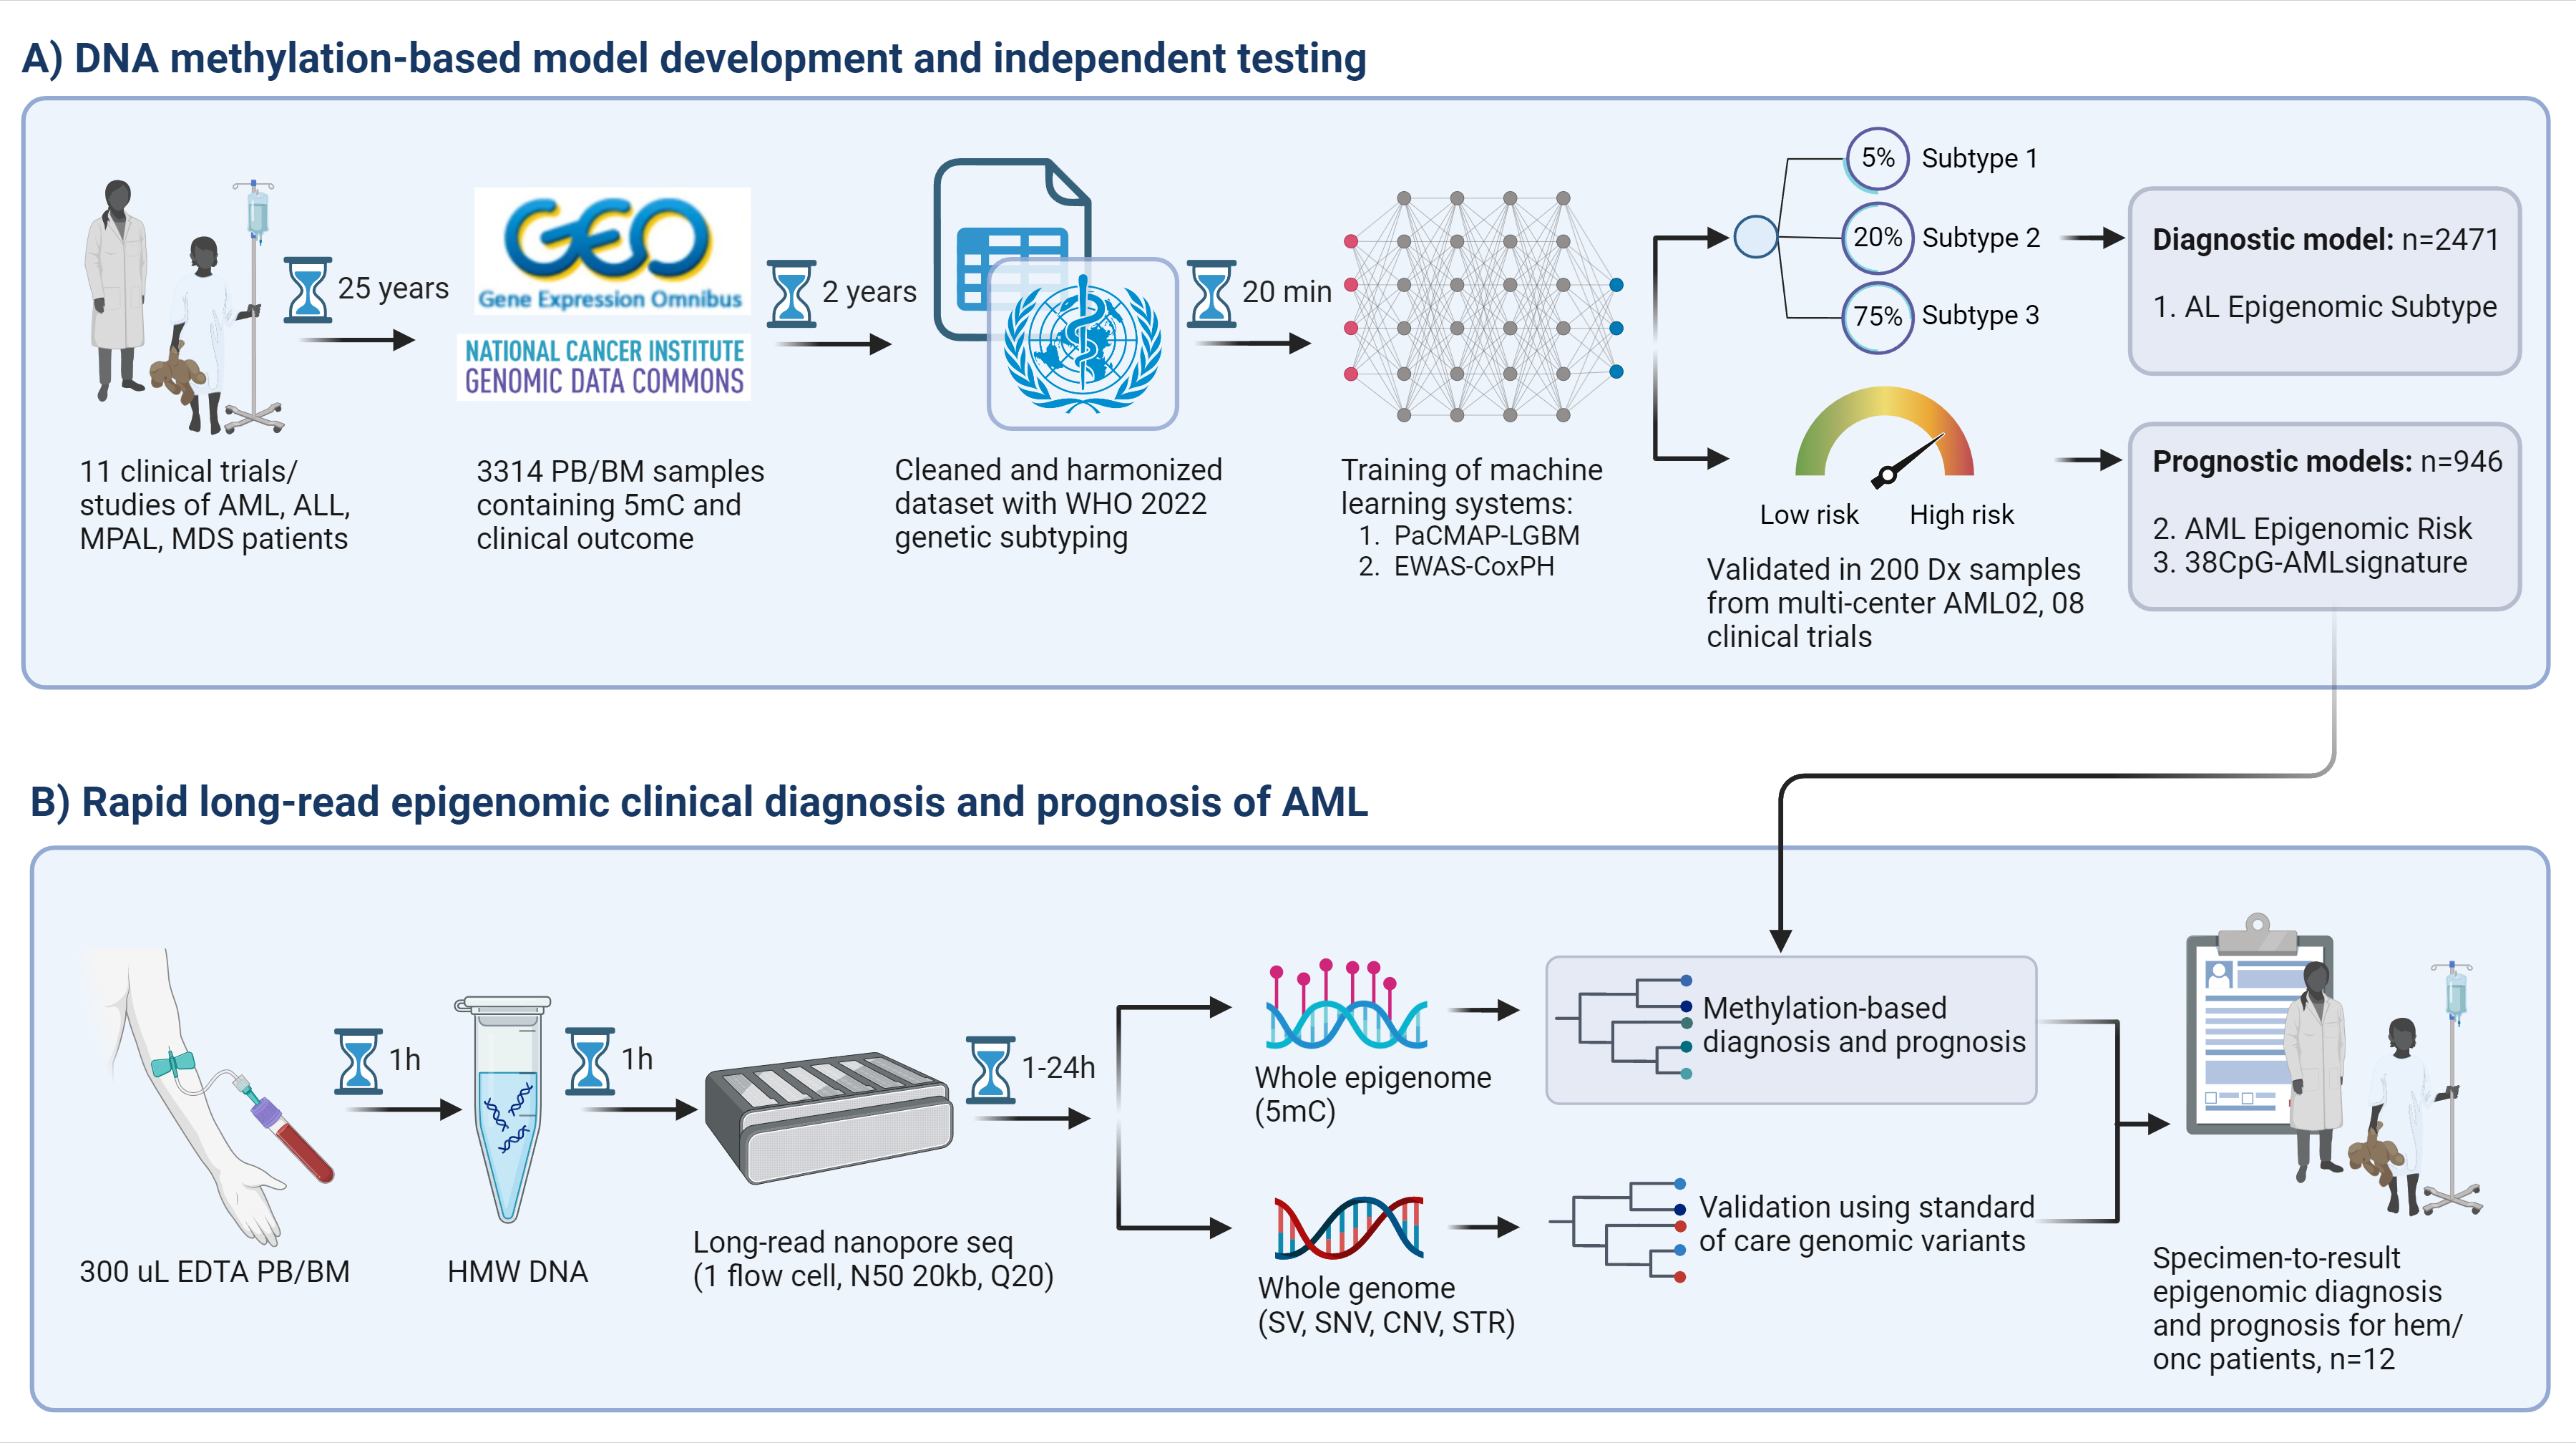 A) DNA methylation-based model development and independent testing
25 years
GEO
Gene Expression Omnibus
NATIONAL CANCER INSTITUTE
GENOMIC DATA COMMONS
2 years
20 min
5%
Subtype 1
20%
Subtype 2
75%
Subtype 3
Diagnostic model: n=2471
1. AL Epigenomic Subtype
11 clinical trials/
studies of AML, ALL,
MPAL, MDS patients
3314 PB/BM samples
containing 5mC and
clinical outcome
Cleaned and harmonized
dataset with WHO 2022
genetic subtyping
Training of machine
learning systems:
1. PaCMAP-LGBM
2. EWAS-CoxPH
Low risk
High risk
Validated in 200 Dx samples
from multi-center AML02, 08
clinical trials
Prognostic models: n=946
2. AML Epigenomic Risk
3. 38CpG-AMLsignature
B) Rapid long-read epigenomic clinical diagnosis and prognosis of AML
300 uL EDTA PB/BM
1h
HMW DNA
1h
Long-read nanopore seq
(1 flow cell, N50 20kb, Q20)
1-24h
Whole epigenome
(5mC)
Methylation-based
diagnosis and prognosis
Whole genome
(SV, SNV, CNV, STR)
Validation using standard
of care genomic variants
Specimen-to-result
epigenomic diagnosis
and prognosis for hem/
onc patients, n=12